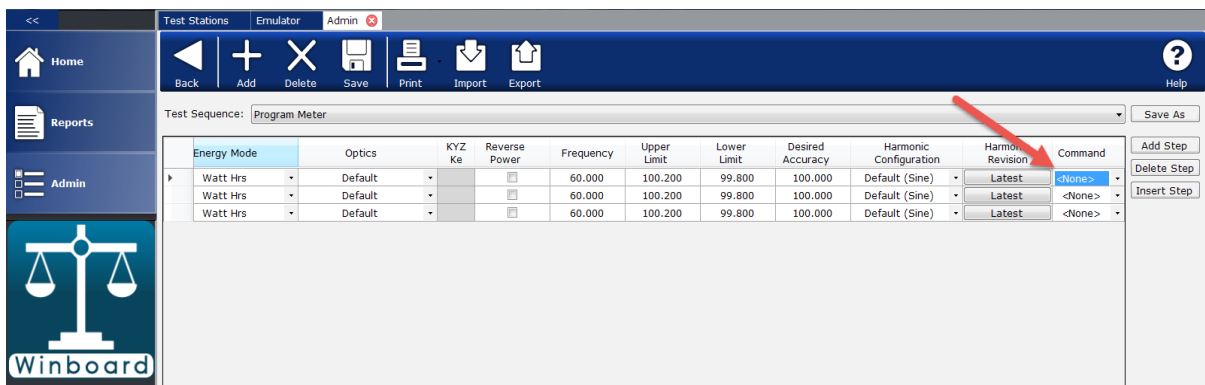 <<
Test Stations Emulator Admin
Home
Reports
Admin
Winboard
Back Add Delete Save Print Import Export Help
Test Sequence: Program Meter Save As
Energy Mode Optics KYZ Ke Reverse Power Frequency Upper Limit Lower Limit Desired Accuracy Harmonic Configuration Revision Command
Watt Hrs Default 60.000 100.200 99.800 100.000 Default (Sine) Latest <None>
Watt Hrs Default 60.000 100.200 99.800 100.000 Default (Sine) Latest <None>
Watt Hrs Default 60.000 100.200 99.800 100.000 Default (Sine) Latest <None>
Add Step
Delete Step
Insert Step